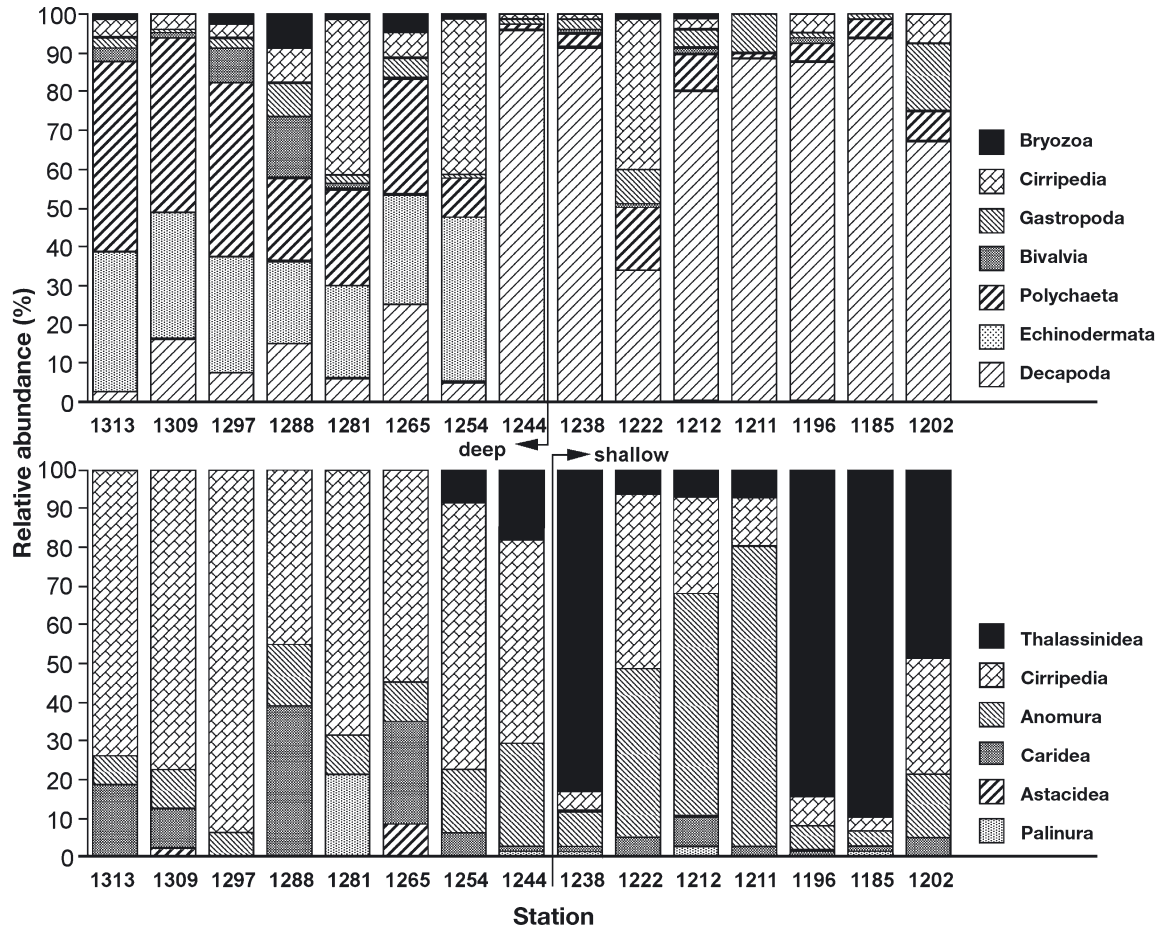 Relative abundance (%)
100
90
80
70
60
50
40
30
20
10
0
1313 1309 1297 1288 1281 1265 1254 1244 1238 1222 1212 1211 1196 1185 1202
Bryozoa
Cirripedia
Gastropoda
Bivalvia
Polychaeta
Echinodermata
Decapoda
deep
shallow
100
90
80
70
60
50
40
30
20
10
0
1313 1309 1297 1288 1281 1265 1254 1244 1238 1222 1212 1211 1196 1185 1202
Thalassinidea
Cirripedia
Anomura
Caridea
Astacidea
Palinura
Station